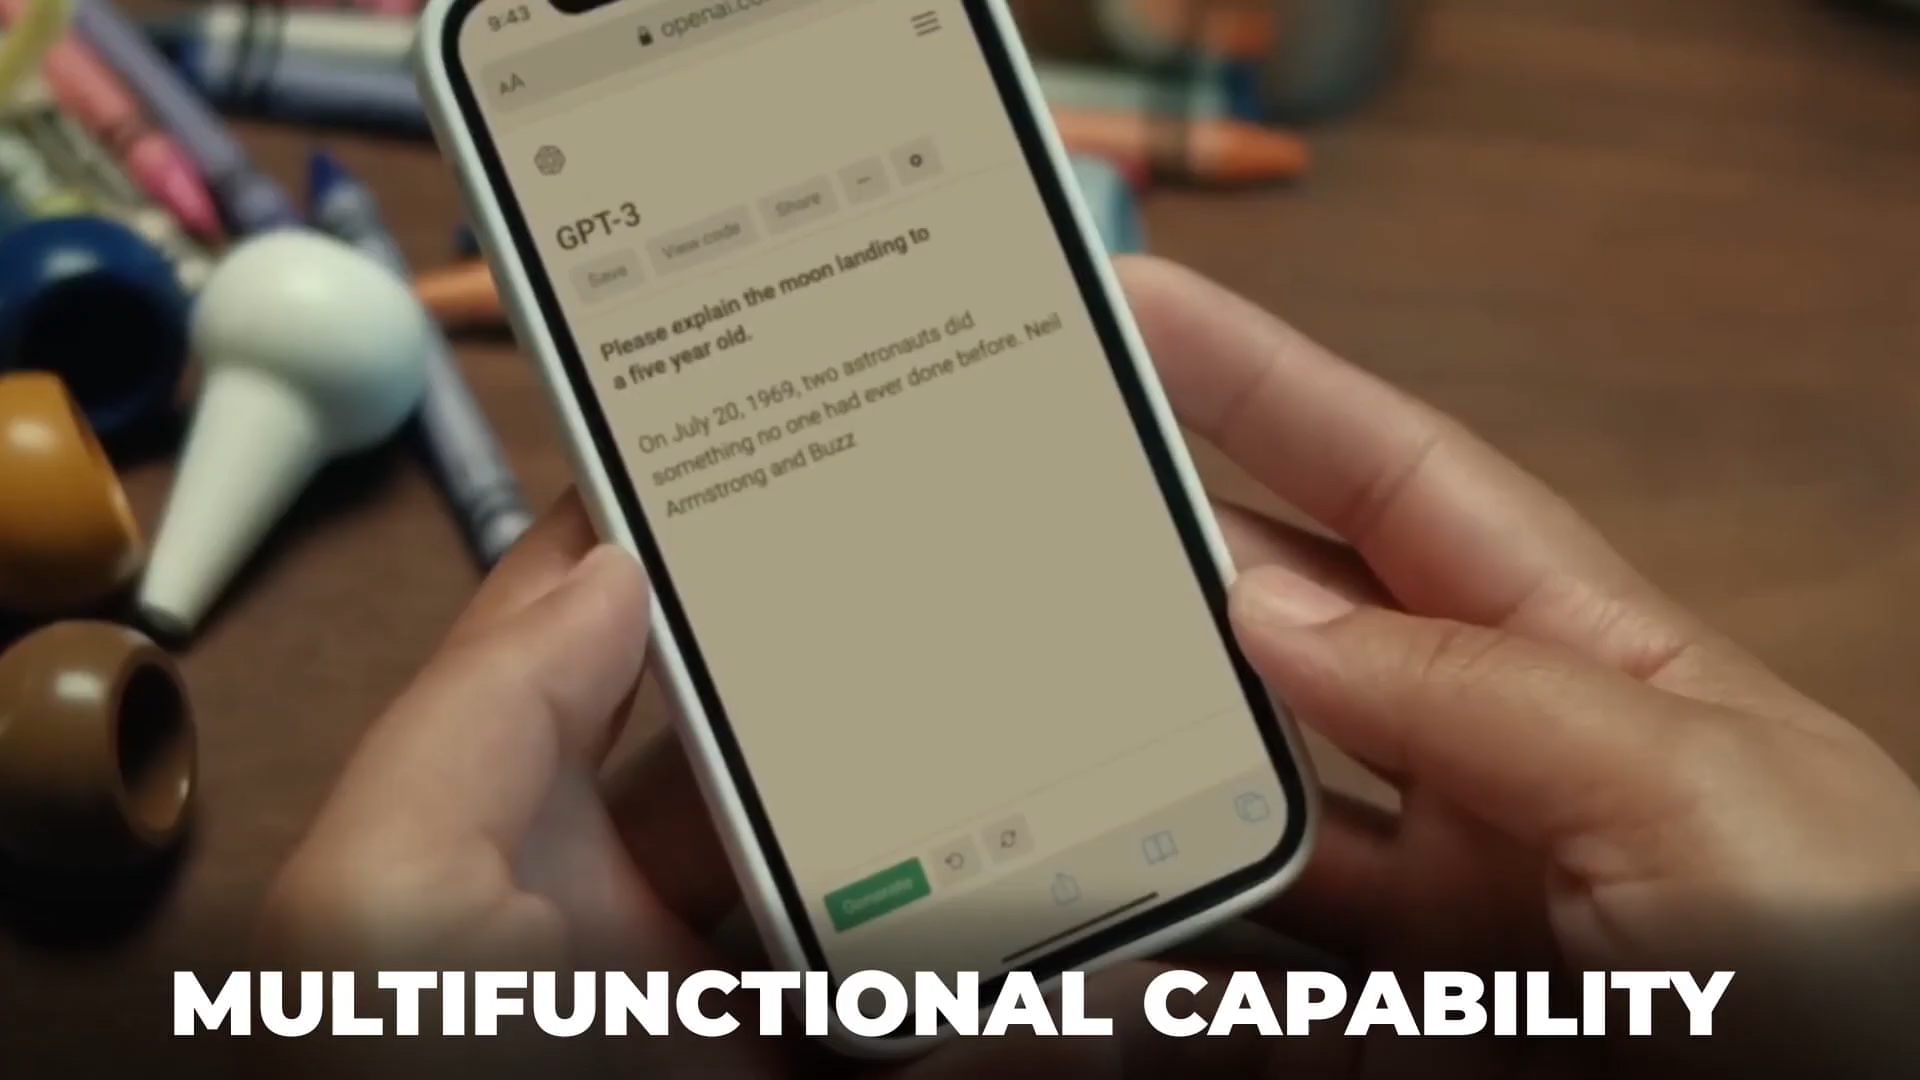 9:43
AA
openai.co
GPT-3
Save
View code
Share
Please explain the moon landing to
a five year old.
On July 20, 1969, two astronauts did
something no one had ever done before. Neil
Armstrong and Buzz
Generate
MULTIFUNCTIONAL CAPABILITY